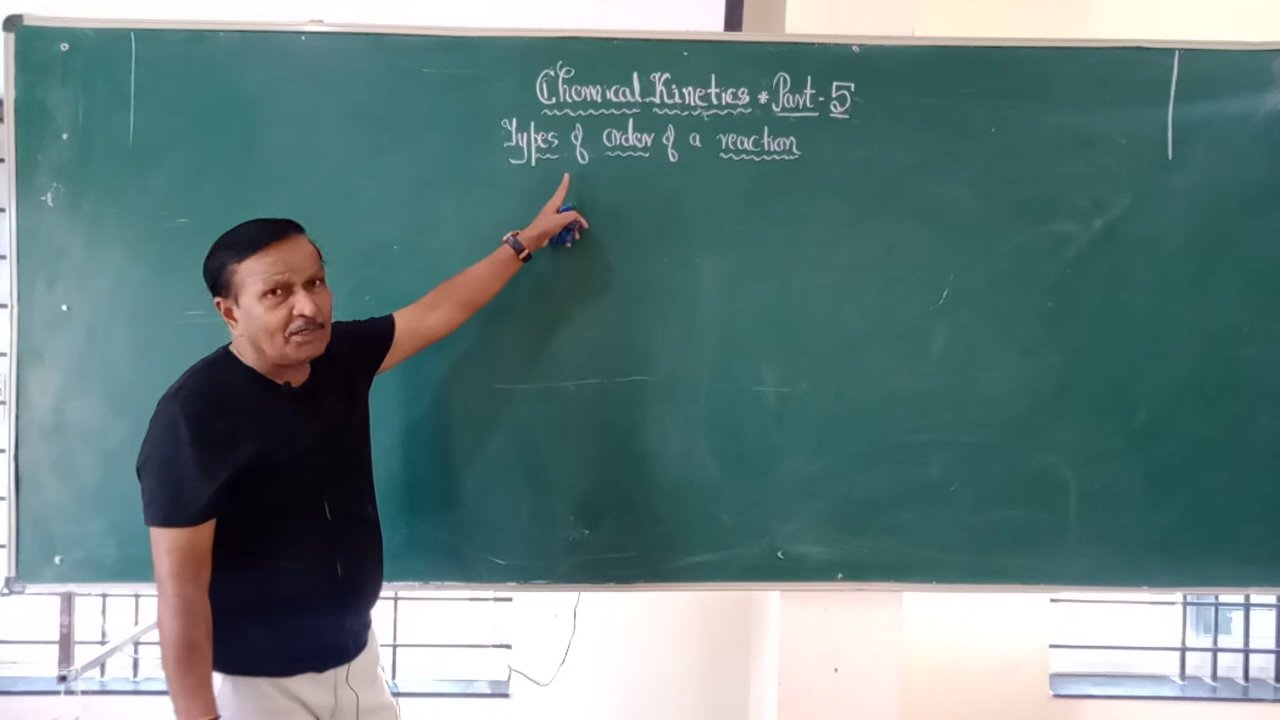 Chemical Kinetics * Part - 5
Types of order of a reaction